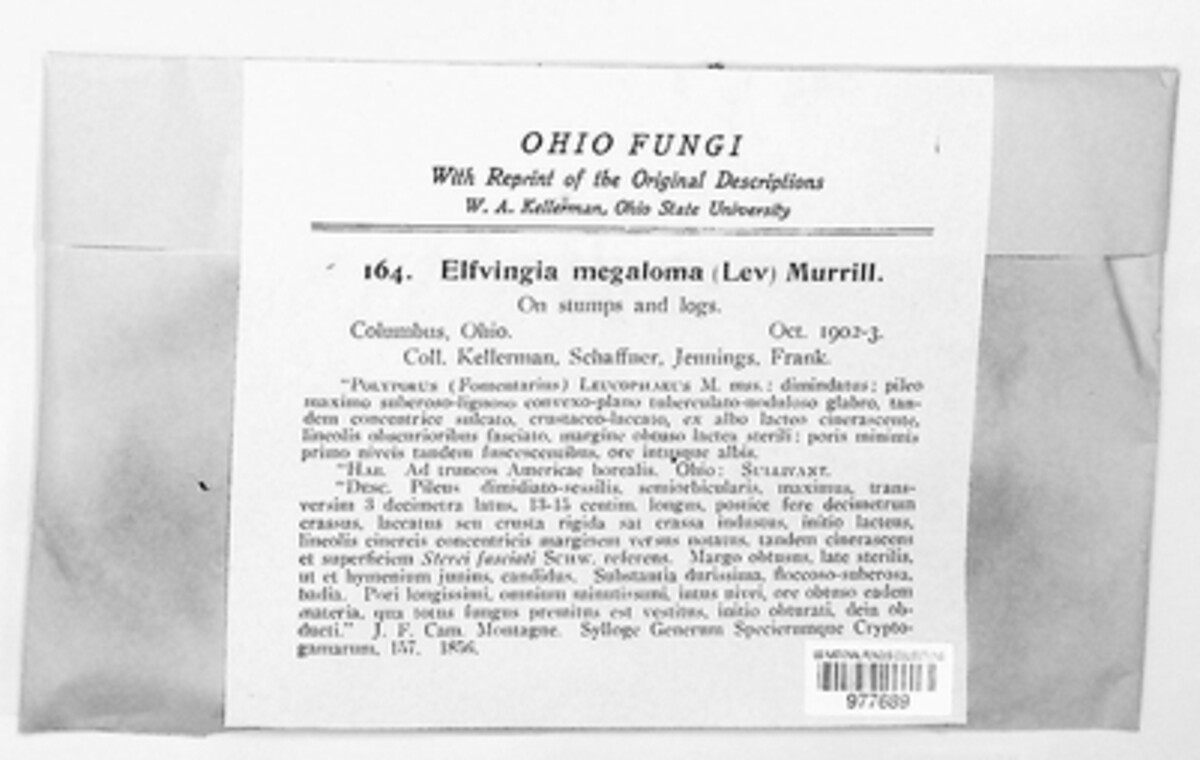 OHIO FUNGI
With Reprint of the Original Descriptions
W. A. Kellerman, Ohio State University
164. Elfvingia megaloma (Lev) Murrill.
On stumps and logs.
Columbus, Ohio. Oct. 1902-3.
Coll. Kellerman, Schaffner, Jennings, Frank.
"POLYPORUS (Fomentarius) LEUCOPHAEUS M. mss.: dimindatus; pileo
maximo suberoso-lignoso convexo-plano tuberculato-noduloso glabro, tan-
dem concentrice sulcato, crustaceo-laccato, ex albo lacteo cinerascente,
lineolis obscurioribus fasciato, margine obtuso lacteo sterili; poris minimis
primo niveis tandem fuscescentibus, ore intusque albis.
"HAB. Ad truncos Americae borealis. Ohio: SULLIVANT.
"DESC. Pileus dimidiato-sessilis, semiorbicularis, maximus, trans-
versim 3 decimetra latus, 13-15 centim. longus, postice fere decimetrum
crassus, laccatus seu crusta rigida sat crassa indutus, initio lacteus,
lineolis cinereis concentricis marginem versus notatus, tandem cinerascens
et superficiem Sterei fasciati SCHW. referens. Margo obtusus, late sterilis,
ut et hymenium junius, candidus. Substantia durissima, floccoso-suberosa,
badia. Pori longissimi, omnium minutissimi, intus nivei, ore obtuso eadem
materia, qua totus fungus prunitus est vestitus, initio obturati, dein ob-
ducti." J. F. Cam. Montagne. Sylloge Generum Specierumque Crypto-
gamarum, 157. 1856.
977689